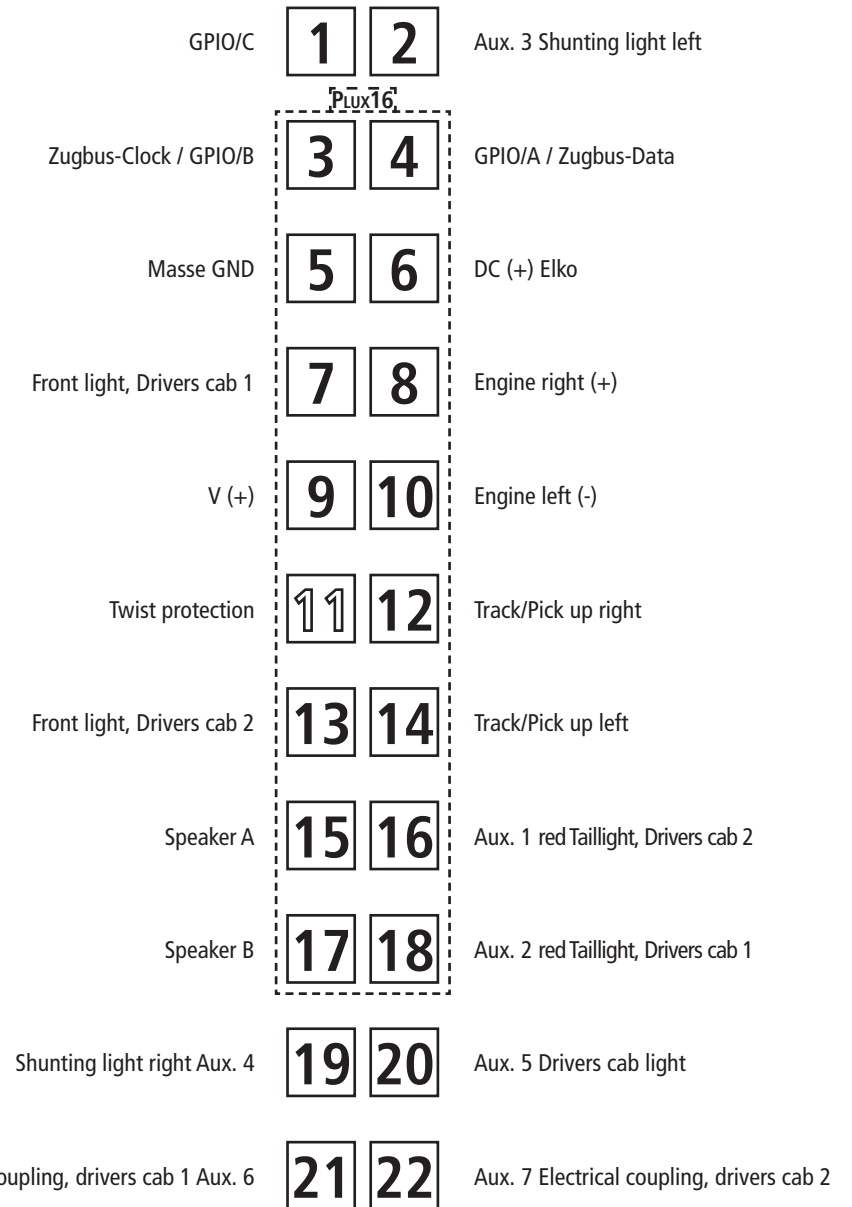 GPIO/C 1 2 Aux. 3 Shunting light left
PLUX16
Zugbus-Clock / GPIO/B 3 4 GPIO/A / Zugbus-Data
Masse GND 5 6 DC (+) Elko
Front light, Drivers cab 1 7 8 Engine right (+)
V (+) 9 10 Engine left (-)
Twist protection 11 12 Track/Pick up right
Front light, Drivers cab 2 13 14 Track/Pick up left
Speaker A 15 16 Aux. 1 red Taillight, Drivers cab 2
Speaker B 17 18 Aux. 2 red Taillight, Drivers cab 1
Shunting light right Aux. 4 19 20 Aux. 5 Drivers cab light
oupling, drivers cab 1 Aux. 6 21 22 Aux. 7 Electrical coupling, drivers cab 2